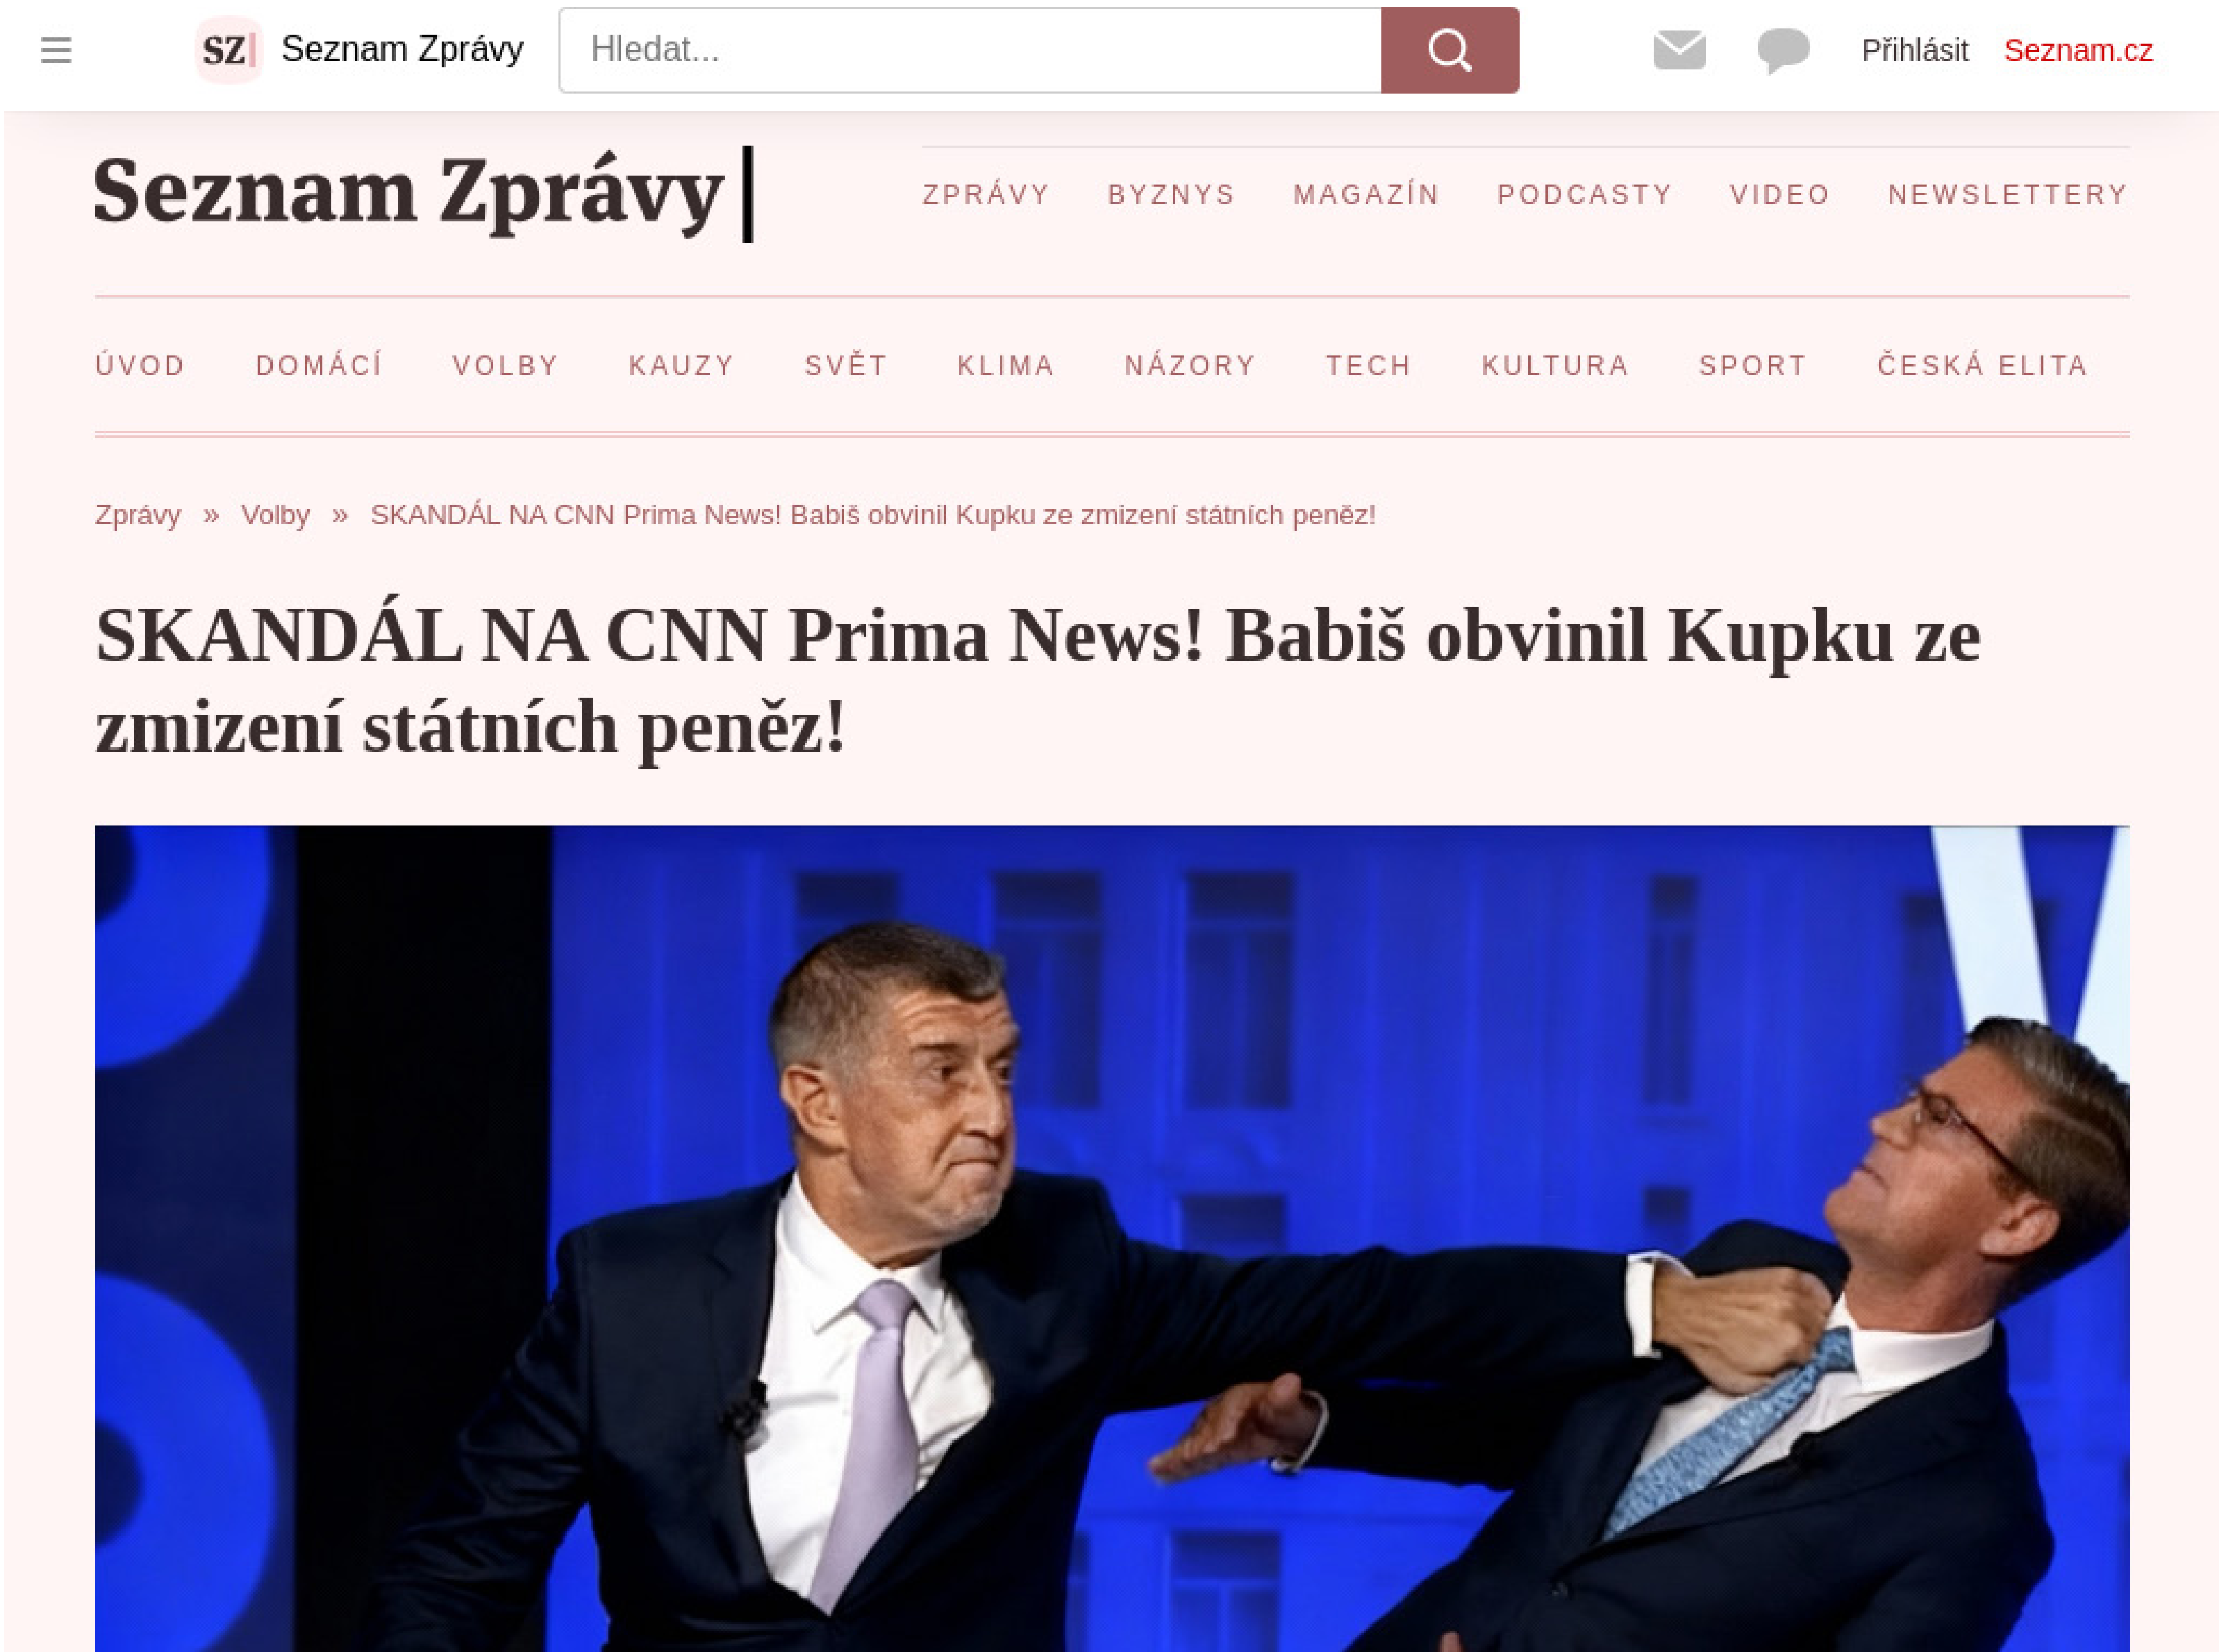 SZ Seznam Zprávy Hledat... Přihlásit Seznam.cz
Seznam Zprávy
ZPRÁVY BYZNYS MAGAZÍN PODCASTY VIDEO NEWSLETTERY
ÚVOD DOMÁCÍ VOLBY KAUZY SVĚT KLIMA NÁZORY TECH KULTURA SPORT ČESKÁ ELITA
Zprávy » Volby » SKANDÁL NA CNN Prima News! Babiš obvinil Kupku ze zmizení státních peněz!
SKANDÁL NA CNN Prima News! Babiš obvinil Kupku ze
zmizení státních peněz!